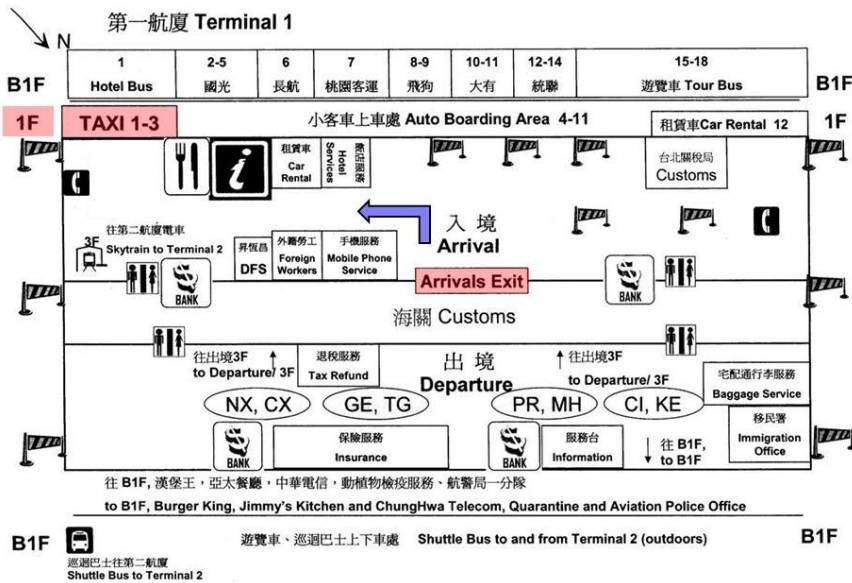 第一航廈 Terminal 1
N
B1F
1
Hotel Bus
2-5
國光
6
長航
7
桃園客運
8-9
飛狗
10-11
大有
12-14
統聯
15-18
遊覽車 Tour Bus
B1F
1F
TAXI 1-3
小客車上車處 Auto Boarding Area 4-11
租賃車Car Rental 12
1F
租賃車
Car
Rental
飯店服務
Hotel
Services
台北關稅局
Customs
入境
Arrival
往第二航廈電車
3F
Skytrain to Terminal 2
昇恆昌
DFS
外籍勞工
Foreign
Workers
手機服務
Mobile Phone
Service
BANK
Arrivals Exit
BANK
海關 Customs
往出境3F
to Departure/ 3F
退稅服務
Tax Refund
出境
Departure
往出境3F
to Departure/ 3F
宅配通行李服務
Baggage Service
NX, CX
GE, TG
PR, MH
CI, KE
BANK
保險服務
Insurance
BANK
服務台
Information
往 B1F,
to B1F
移民署
Immigration
Office
往 B1F, 漢堡王,亞太餐廳,中華電信,動植物檢疫服務、航警局一分隊
to B1F, Burger King, Jimmy's Kitchen and ChungHwa Telecom, Quarantine and Aviation Police Office
B1F
遊覽車、巡迴巴士上下車處 Shuttle Bus to and from Terminal 2 (outdoors)
B1F
巡迴巴士往第二航廈
Shuttle Bus to Terminal 2